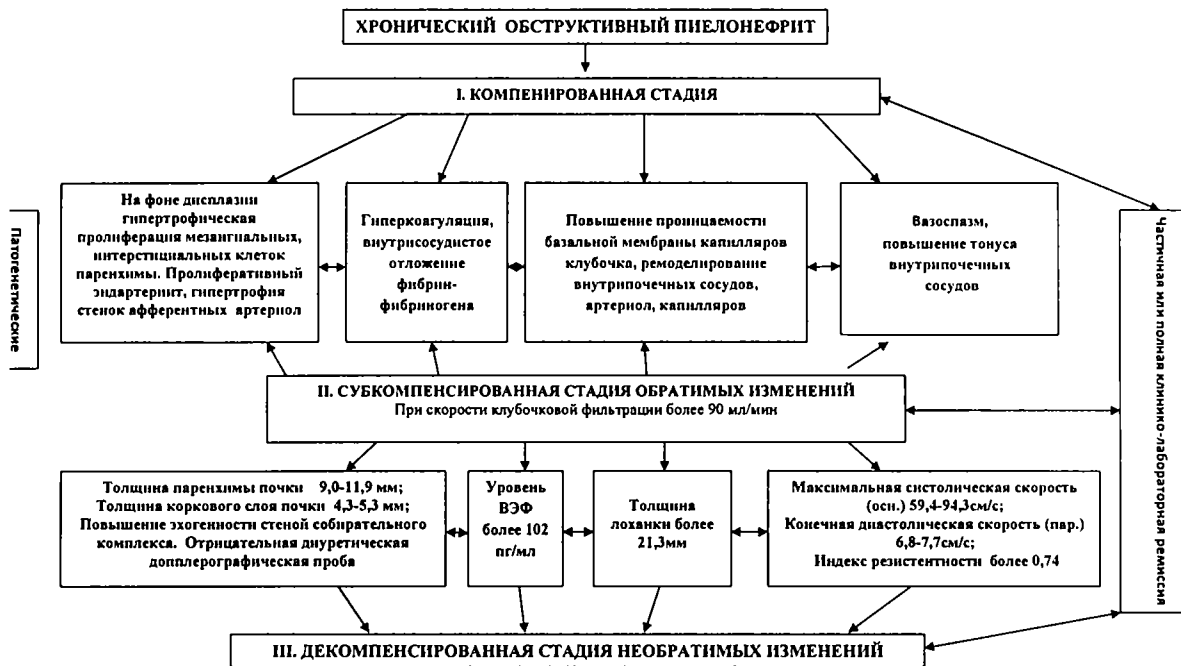 ХРОНИЧЕСКИЙ ОБСТРУКТИВНЫЙ ПИЕЛОНЕФРИТ
I. КОМПЕНИРОВАННАЯ СТАДИЯ
Патогенетические
На фоне дисплазии
гипертрофическая
пролиферация мезангиальных,
интерстициальных клеток
паренхимы. Пролиферативный
эндартериит, гипертрофия
стенок афферентных артериол
Гиперкоагуляция,
внутрисосудистое
отложение
фибрин-
фибриногена
Повышение проницаемости
базальной мембраны капилляров
клубочка, ремоделирование
внутрипочечных сосудов,
артериол, капилляров
Вазоспазм,
повышение тонуса
внутрипочечных
сосудов
Частичная или полная клинико-лабораторная ремиссия
II. СУБКОМПЕНСИРОВАННАЯ СТАДИЯ ОБРАТИМЫХ ИЗМЕНЕНИЙ
При скорости клубочковой фильтрации более 90 мл/мин
Толщина паренхимы почки 9,0-11,9 мм;
Толщина коркового слоя почки 4,3-5,3 мм;
Повышение эхогенности стеной собирательного
комплекса. Отрицательная диуретическая
допплерографическая проба
Уровень
ВЭФ
более 102
пг/мл
Толщина
лоханки более
21,3мм
Максимальная систолическая скорость
(осн.) 59,4-94,3см/с;
Конечная диастолическая скорость (пар.)
6,8-7,7см/с;
Индекс резистентности более 0,74
III. ДЕКОМПЕНСИРОВАННАЯ СТАДИЯ НЕОБРАТИМЫХ ИЗМЕНЕНИЙ